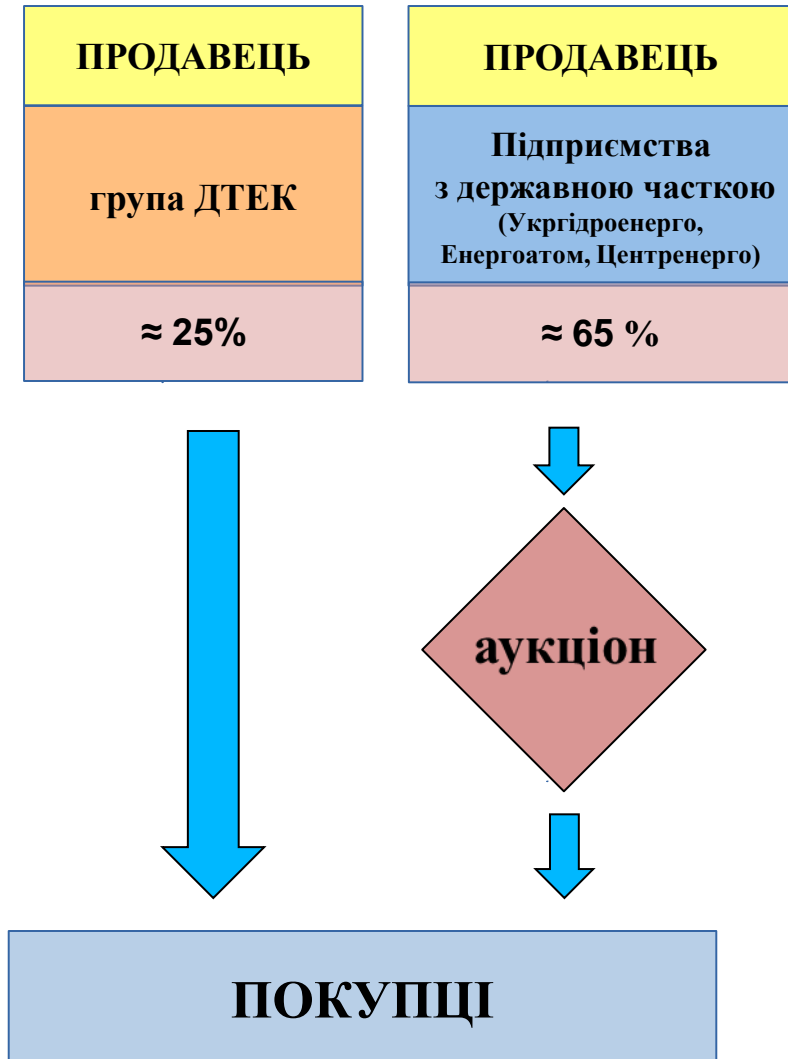 ПРОДАВЕЦЬ
група ДТЕК
≈ 25%
ПРОДАВЕЦЬ
Підприємства
з державною часткою
(Укргідроенерго,
Енергоатом, Центренерго)
≈ 65 %
аукціон
ПОКУПЦІ